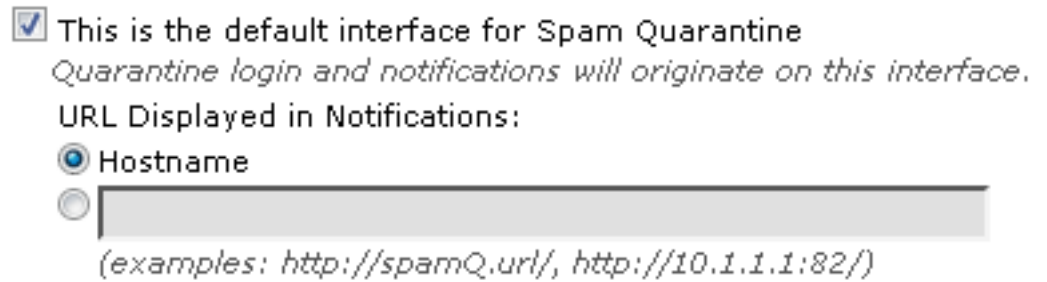 This is the default interface for Spam Quarantine
Quarantine login and notifications will originate on this interface.
URL Displayed in Notifications:
Hostname
(examples: http://spamQ.url/, http://10.1.1.1:82/)